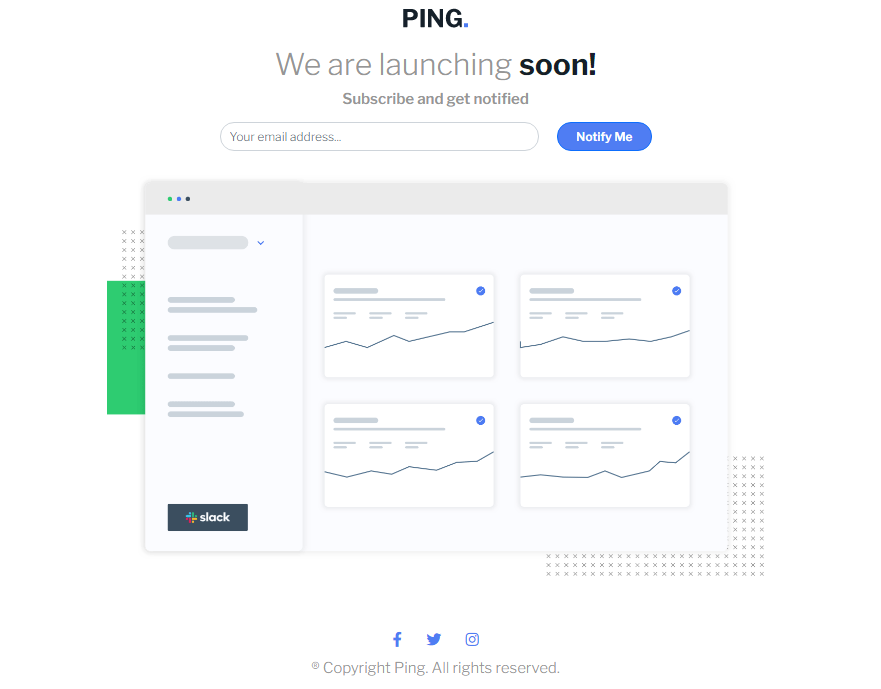 PING.
We are launching soon!
Subscribe and get notified
Your email address...
Notify Me
slack
® Copyright Ping. All rights reserved.